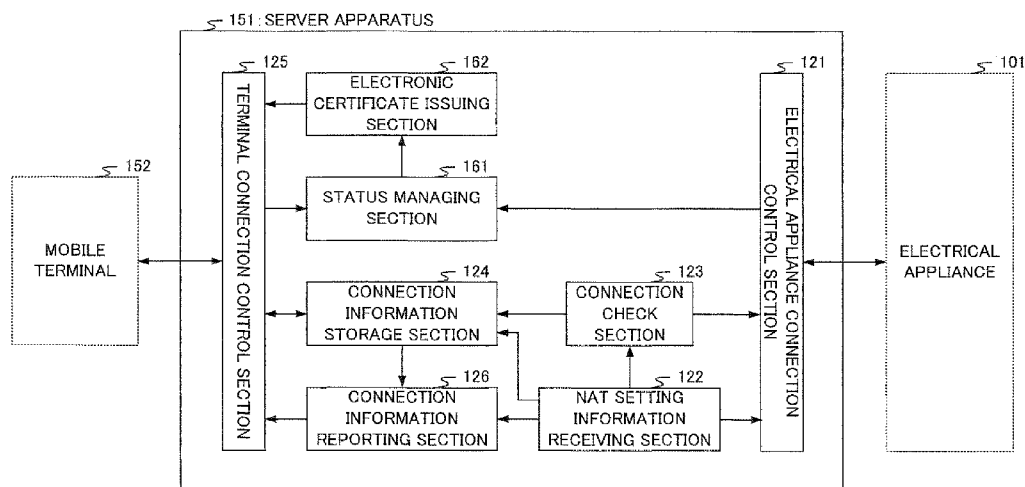 151: SERVER APPARATUS
125
TERMINAL CONNECTION CONTROL SECTION
162
ELECTRONIC
CERTIFICATE ISSUING
SECTION
121
ELECTRICAL APPLIANCE CONNECTION
CONTROL SECTION
101
ELECTRICAL
APPLIANCE
152
MOBILE
TERMINAL
161
STATUS MANAGING
SECTION
124
CONNECTION
INFORMATION
STORAGE SECTION
123
CONNECTION
CHECK
SECTION
126
CONNECTION
INFORMATION
REPORTING SECTION
122
NAT SETTING
INFORMATION
RECEIVING SECTION